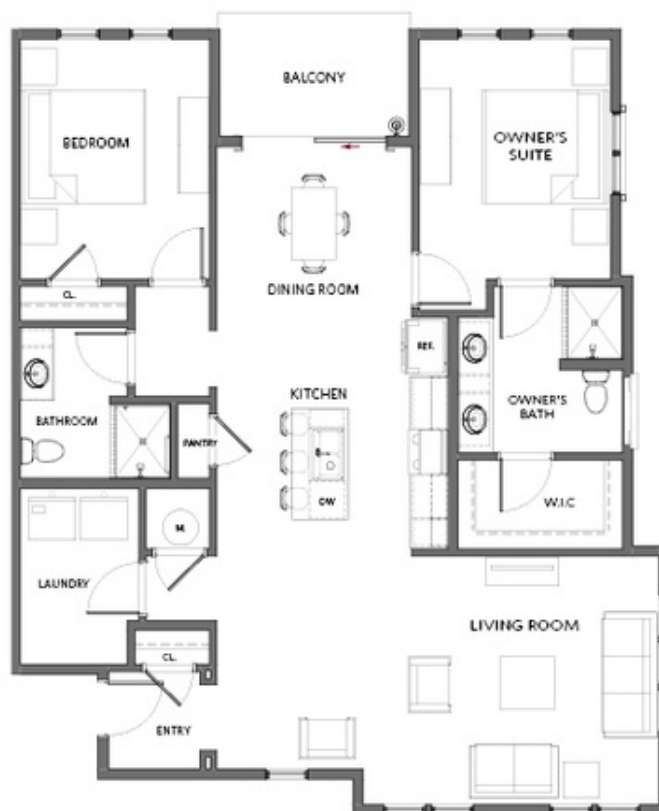 BALCONY
BEDROOM
OWNER'S
SUITE
DINING ROOM
CL.
REF.
KITCHEN
BATHROOM
PANTRY
OWNER'S
BATH
DW
W.I.C
M.
LAUNDRY
LIVING ROOM
CL.
ENTRY